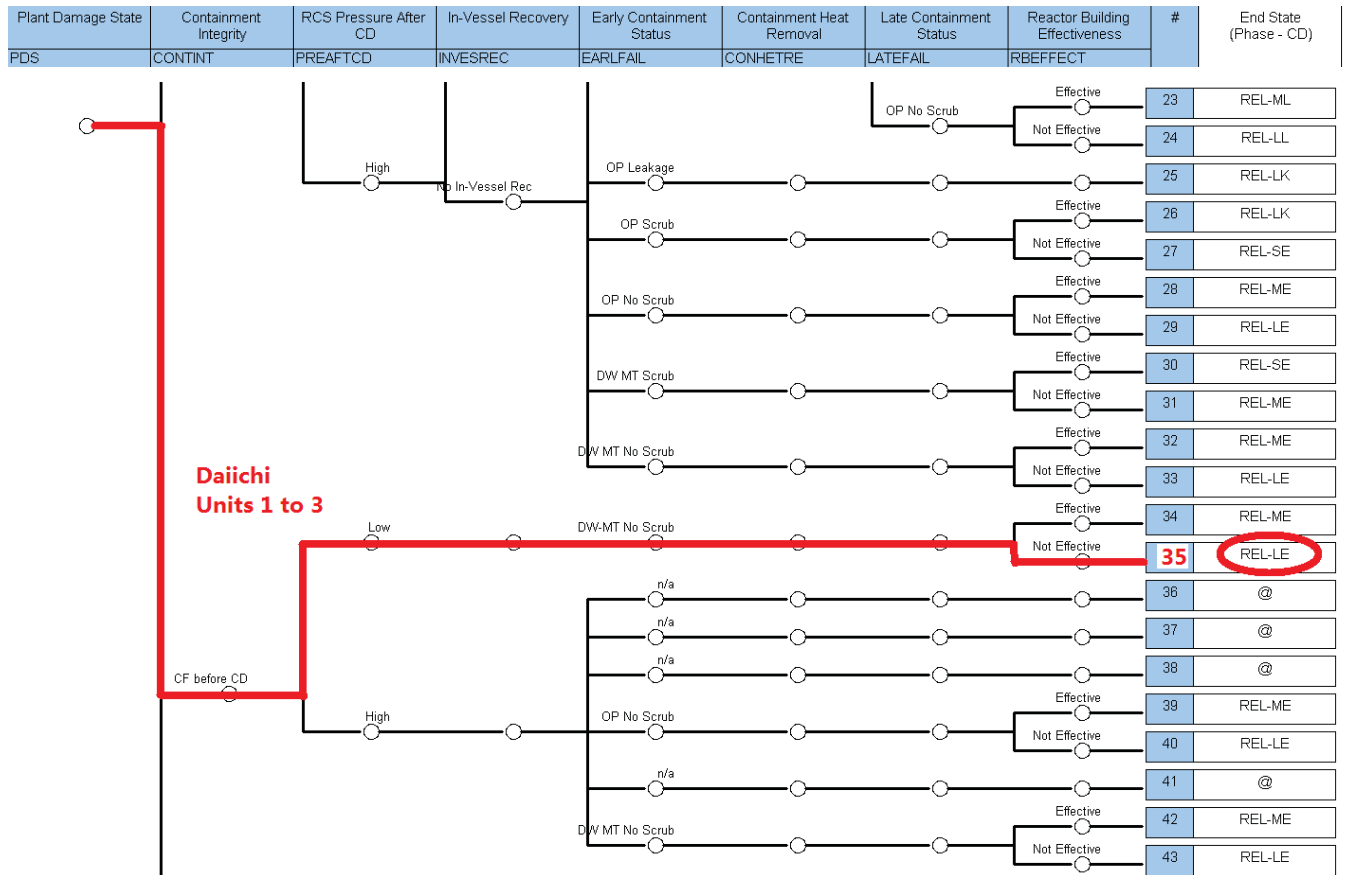 Plant Damage State
Containment
Integrity
RCS Pressure After
CD
In-Vessel Recovery
Early Containment
Status
Containment Heat
Removal
Late Containment
Status
Reactor Building
Effectiveness
#
End State
(Phase - CD)
PDS
CONTINT
PREAFTCD
INVESREC
EARLFAIL
CONHETRE
LATEFAIL
RBEFFECT
OP No Scrub
Effective
23
REL-ML
Not Effective
24
REL-LL
High
No In-Vessel Rec
OP Leakage
25
REL-LK
OP Scrub
Effective
26
REL-LK
Not Effective
27
REL-SE
OP No Scrub
Effective
28
REL-ME
Not Effective
29
REL-LE
DW MT Scrub
Effective
30
REL-SE
Not Effective
31
REL-ME
DW MT No Scrub
Effective
32
REL-ME
Not Effective
33
REL-LE
Daiichi
Units 1 to 3
Low
DW-MT No Scrub
Effective
34
REL-ME
Not Effective
35
REL-LE
n/a
36
@
n/a
37
@
n/a
38
@
CF before CD
High
OP No Scrub
Effective
39
REL-ME
Not Effective
40
REL-LE
n/a
41
@
DW MT No Scrub
Effective
42
REL-ME
Not Effective
43
REL-LE